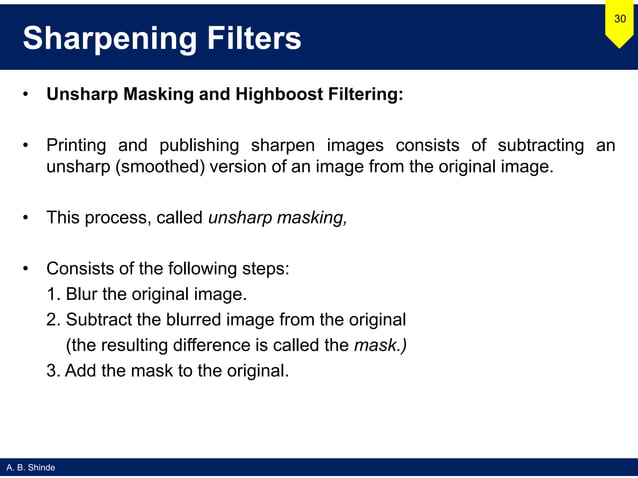 30
Sharpening Filters
• Unsharp Masking and Highboost Filtering:
• Printing and publishing sharpen images consists of subtracting an
unsharp (smoothed) version of an image from the original image.
• This process, called unsharp masking,
• Consists of the following steps:
1. Blur the original image.
2. Subtract the blurred image from the original
(the resulting difference is called the mask.)
3. Add the mask to the original.
A. B. Shinde